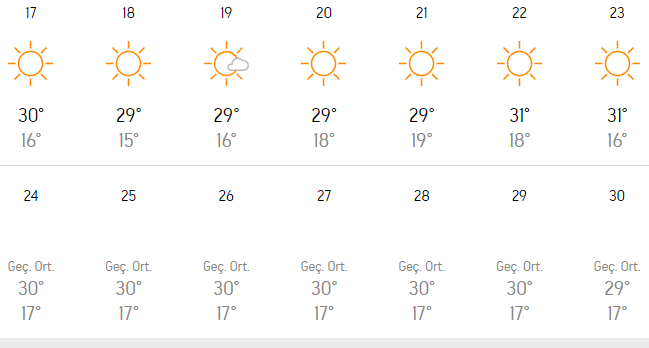 17 18 19 20 21 22 23
30° 29° 29° 29° 29° 31° 31°
16° 15° 16° 18° 19° 18° 16°
24 25 26 27 28 29 30
Geç. Ort. Geç. Ort. Geç. Ort. Geç. Ort. Geç. Ort. Geç. Ort. Geç. Ort.
30° 30° 30° 30° 30° 30° 29°
17° 17° 17° 17° 17° 17° 17°